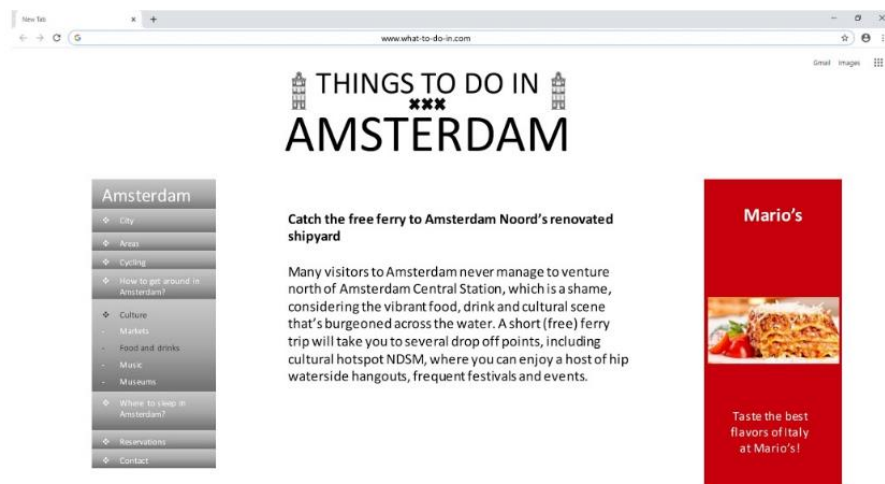 New Tab
www.what-to-do-in.com
Gmail Images
THINGS TO DO IN
XXX
AMSTERDAM
Amsterdam
City
Areas
Cycling
How to get around in
Amsterdam?
Culture
- Markets
- Food and drinks
- Music
- Museums
Where to sleep in
Amsterdam?
Reservations
Contact
Catch the free ferry to Amsterdam Noord’s renovated
shipyard
Many visitors to Amsterdam never manage to venture
north of Amsterdam Central Station, which is a shame,
considering the vibrant food, drink and cultural scene
that’s burgeoned across the water. A short (free) ferry
trip will take you to several drop off points, including
cultural hotspot NDSM, where you can enjoy a host of hip
waterside hangouts, frequent festivals and events.
Mario’s
Taste the best
flavors of Italy
at Mario’s!